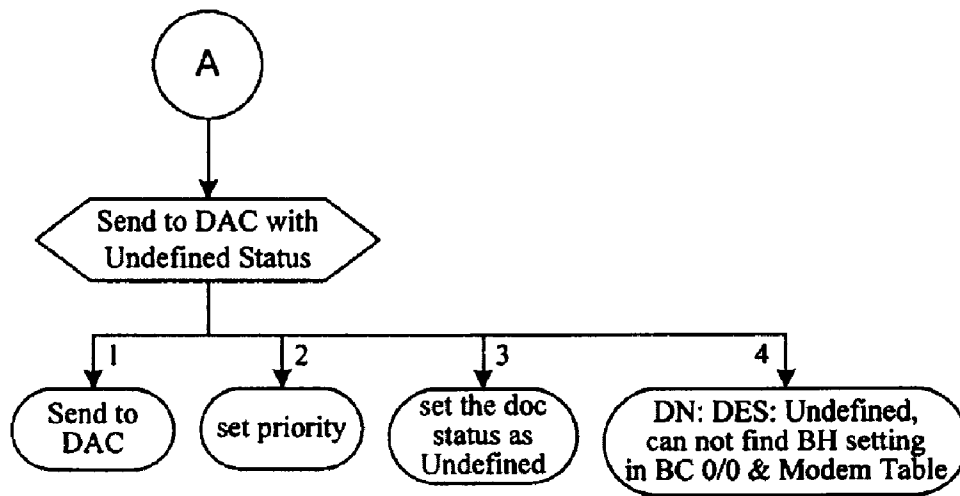 A
Send to DAC with
Undefined Status
1
2
3
4
Send to
DAC
set priority
set the doc
status as
Undefined
DN: DES: Undefined,
can not find BH setting
in BC 0/0 & Modem Table